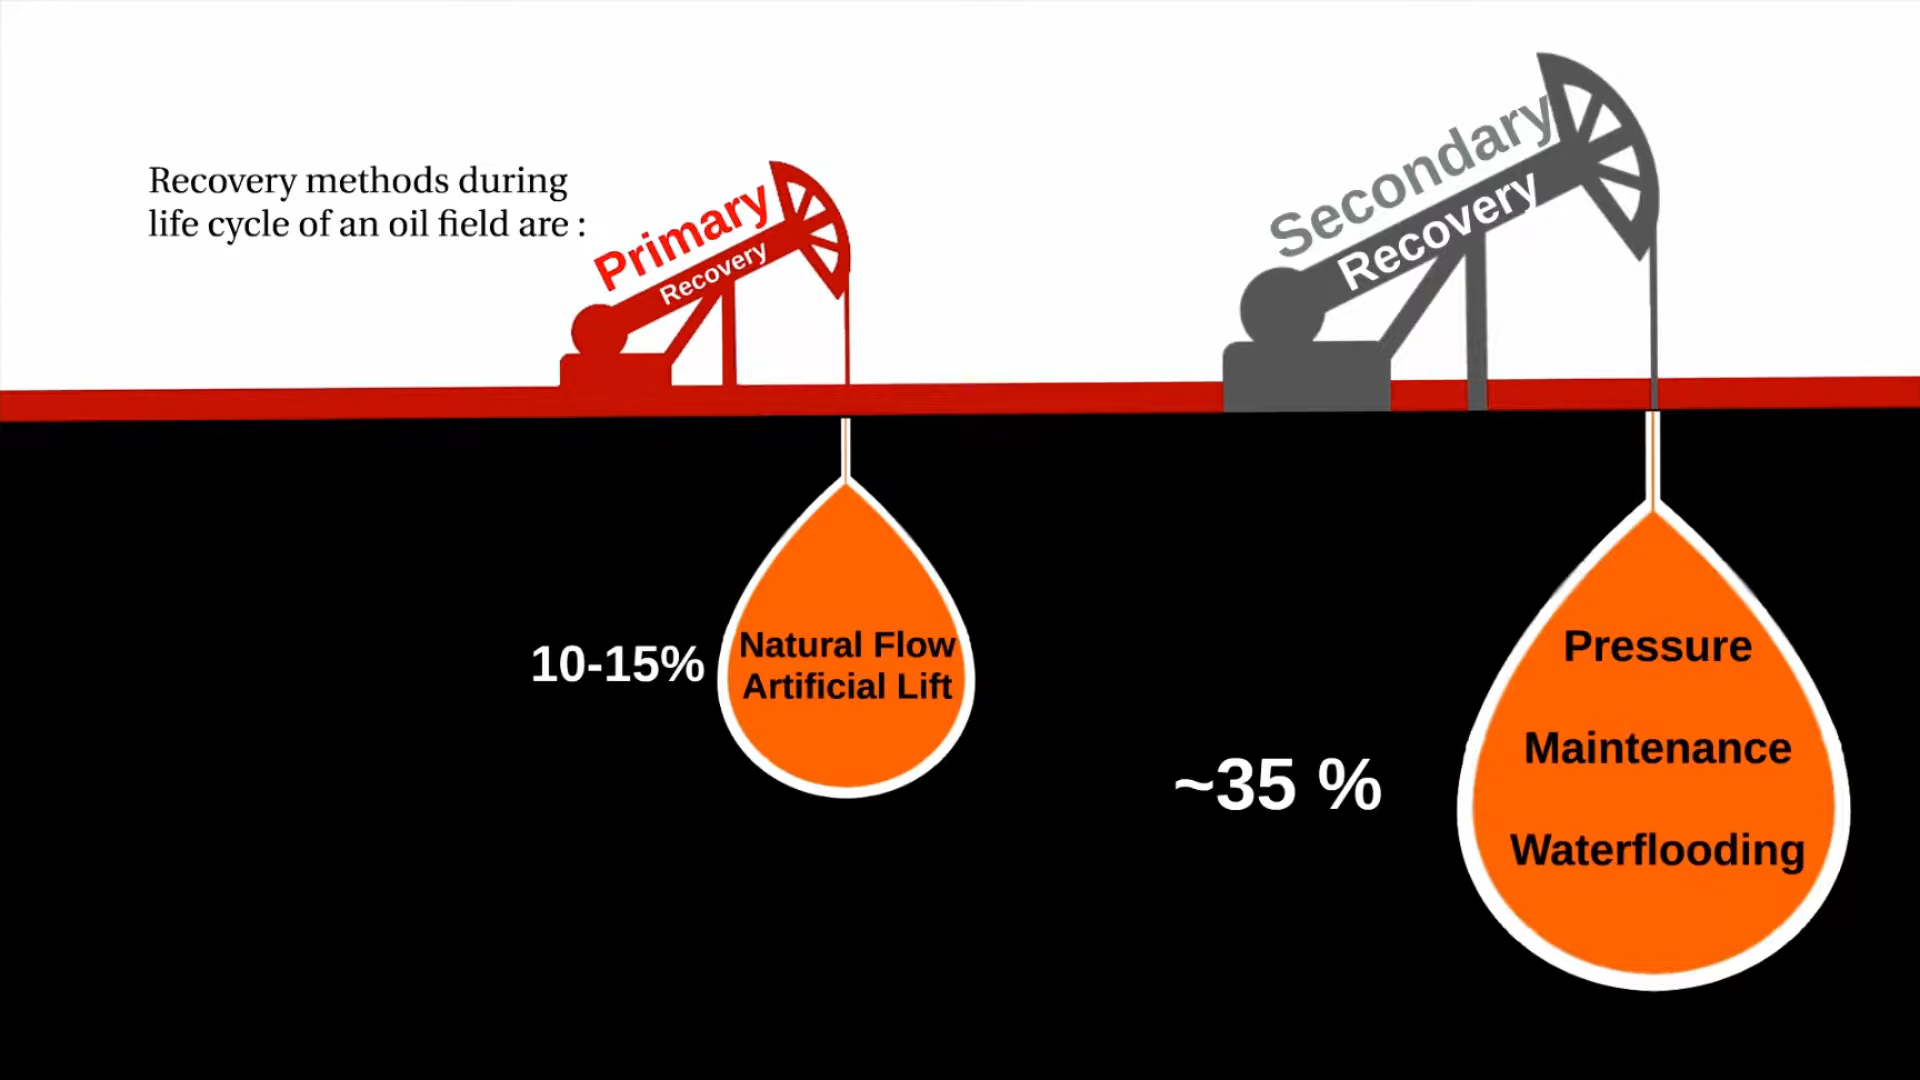 Recovery methods during
life cycle of an oil field are :
Primary
Recovery
Secondary
Recovery
10-15%
Natural Flow
Artificial Lift
~35 %
Pressure
Maintenance
Waterflooding